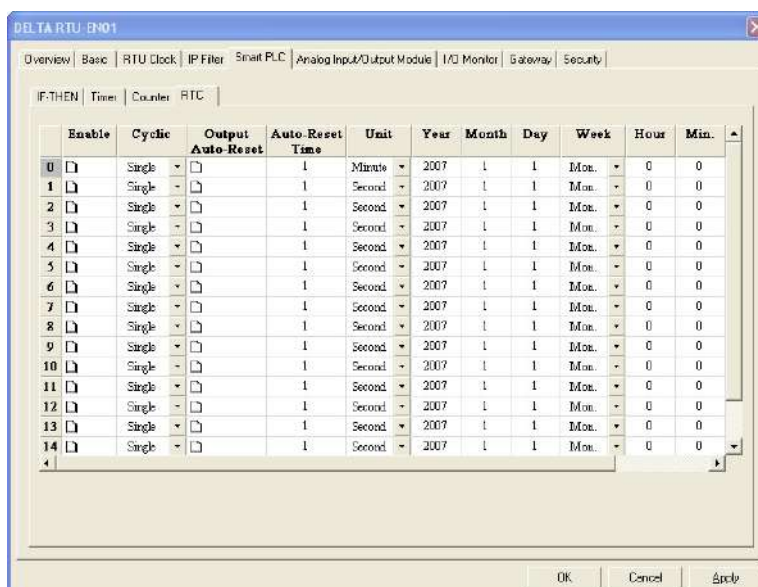 DELTA RTU-EN01
Overview Basic RTU Clock IP Filter Smart PLC Analog Input/Output Module I/O Monitor Gateway Security
IF-THEN Timer Counter RTC
Enable Cyclic Output Auto-Reset Auto-Reset Time Unit Year Month Day Week Hour Min.
0 Single 1 Minute 2007 1 1 Mon. 0 0
1 Single 1 Second 2007 1 1 Mon. 0 0
2 Single 1 Second 2007 1 1 Mon. 0 0
3 Single 1 Second 2007 1 1 Mon. 0 0
4 Single 1 Second 2007 1 1 Mon. 0 0
5 Single 1 Second 2007 1 1 Mon. 0 0
6 Single 1 Second 2007 1 1 Mon. 0 0
7 Single 1 Second 2007 1 1 Mon. 0 0
8 Single 1 Second 2007 1 1 Mon. 0 0
9 Single 1 Second 2007 1 1 Mon. 0 0
10 Single 1 Second 2007 1 1 Mon. 0 0
11 Single 1 Second 2007 1 1 Mon. 0 0
12 Single 1 Second 2007 1 1 Mon. 0 0
13 Single 1 Second 2007 1 1 Mon. 0 0
14 Single 1 Second 2007 1 1 Mon. 0 0
OK Cancel Apply